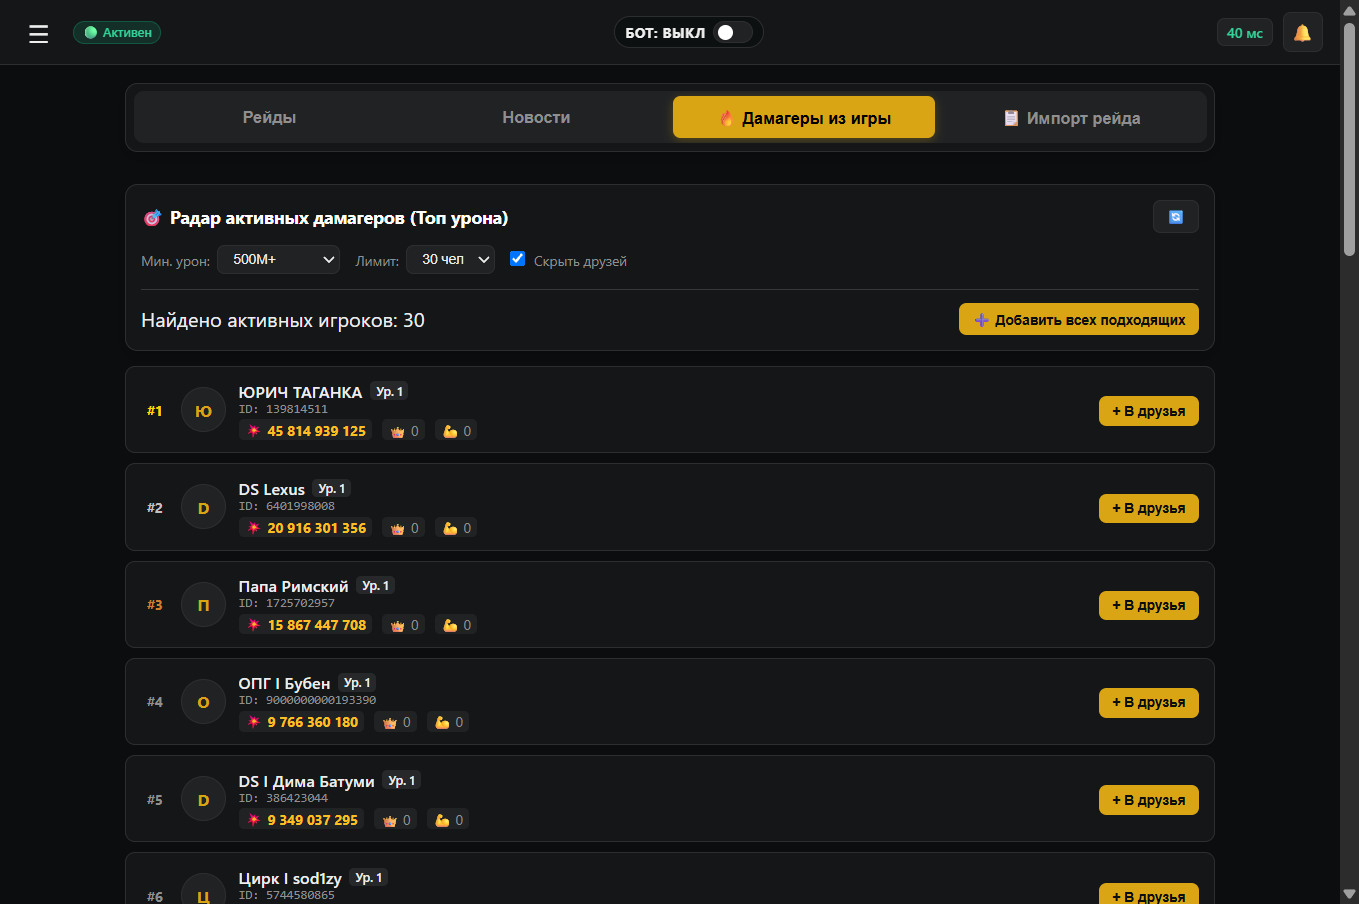 Активен
БОТ: ВЫКЛ
40 мс
Рейды
Новости
Дамагеры из игры
Импорт рейда
Радар активных дамагеров (Топ урона)
Мин. урон: 500M+ Лимит: 30 чел Скрыть друзей
Найдено активных игроков: 30
Добавить всех подходящих
#1 Ю ЮРИЧ ТАГАНКА Ур. 1
ID: 139814511
45 814 939 125 0 0
+ В друзья
#2 D DS Lexus Ур. 1
ID: 6401998008
20 916 301 356 0 0
+ В друзья
#3 П Папа Римский Ур. 1
ID: 1725702957
15 867 447 708 0 0
+ В друзья
#4 О ОПГ I Бубен Ур. 1
ID: 9000000000193390
9 766 360 180 0 0
+ В друзья
#5 D DS I Дима Батуми Ур. 1
ID: 386423044
9 349 037 295 0 0
+ В друзья
#6 Ц Цирк I sod1zy Ур. 1
ID: 5744580865
+ В друзья